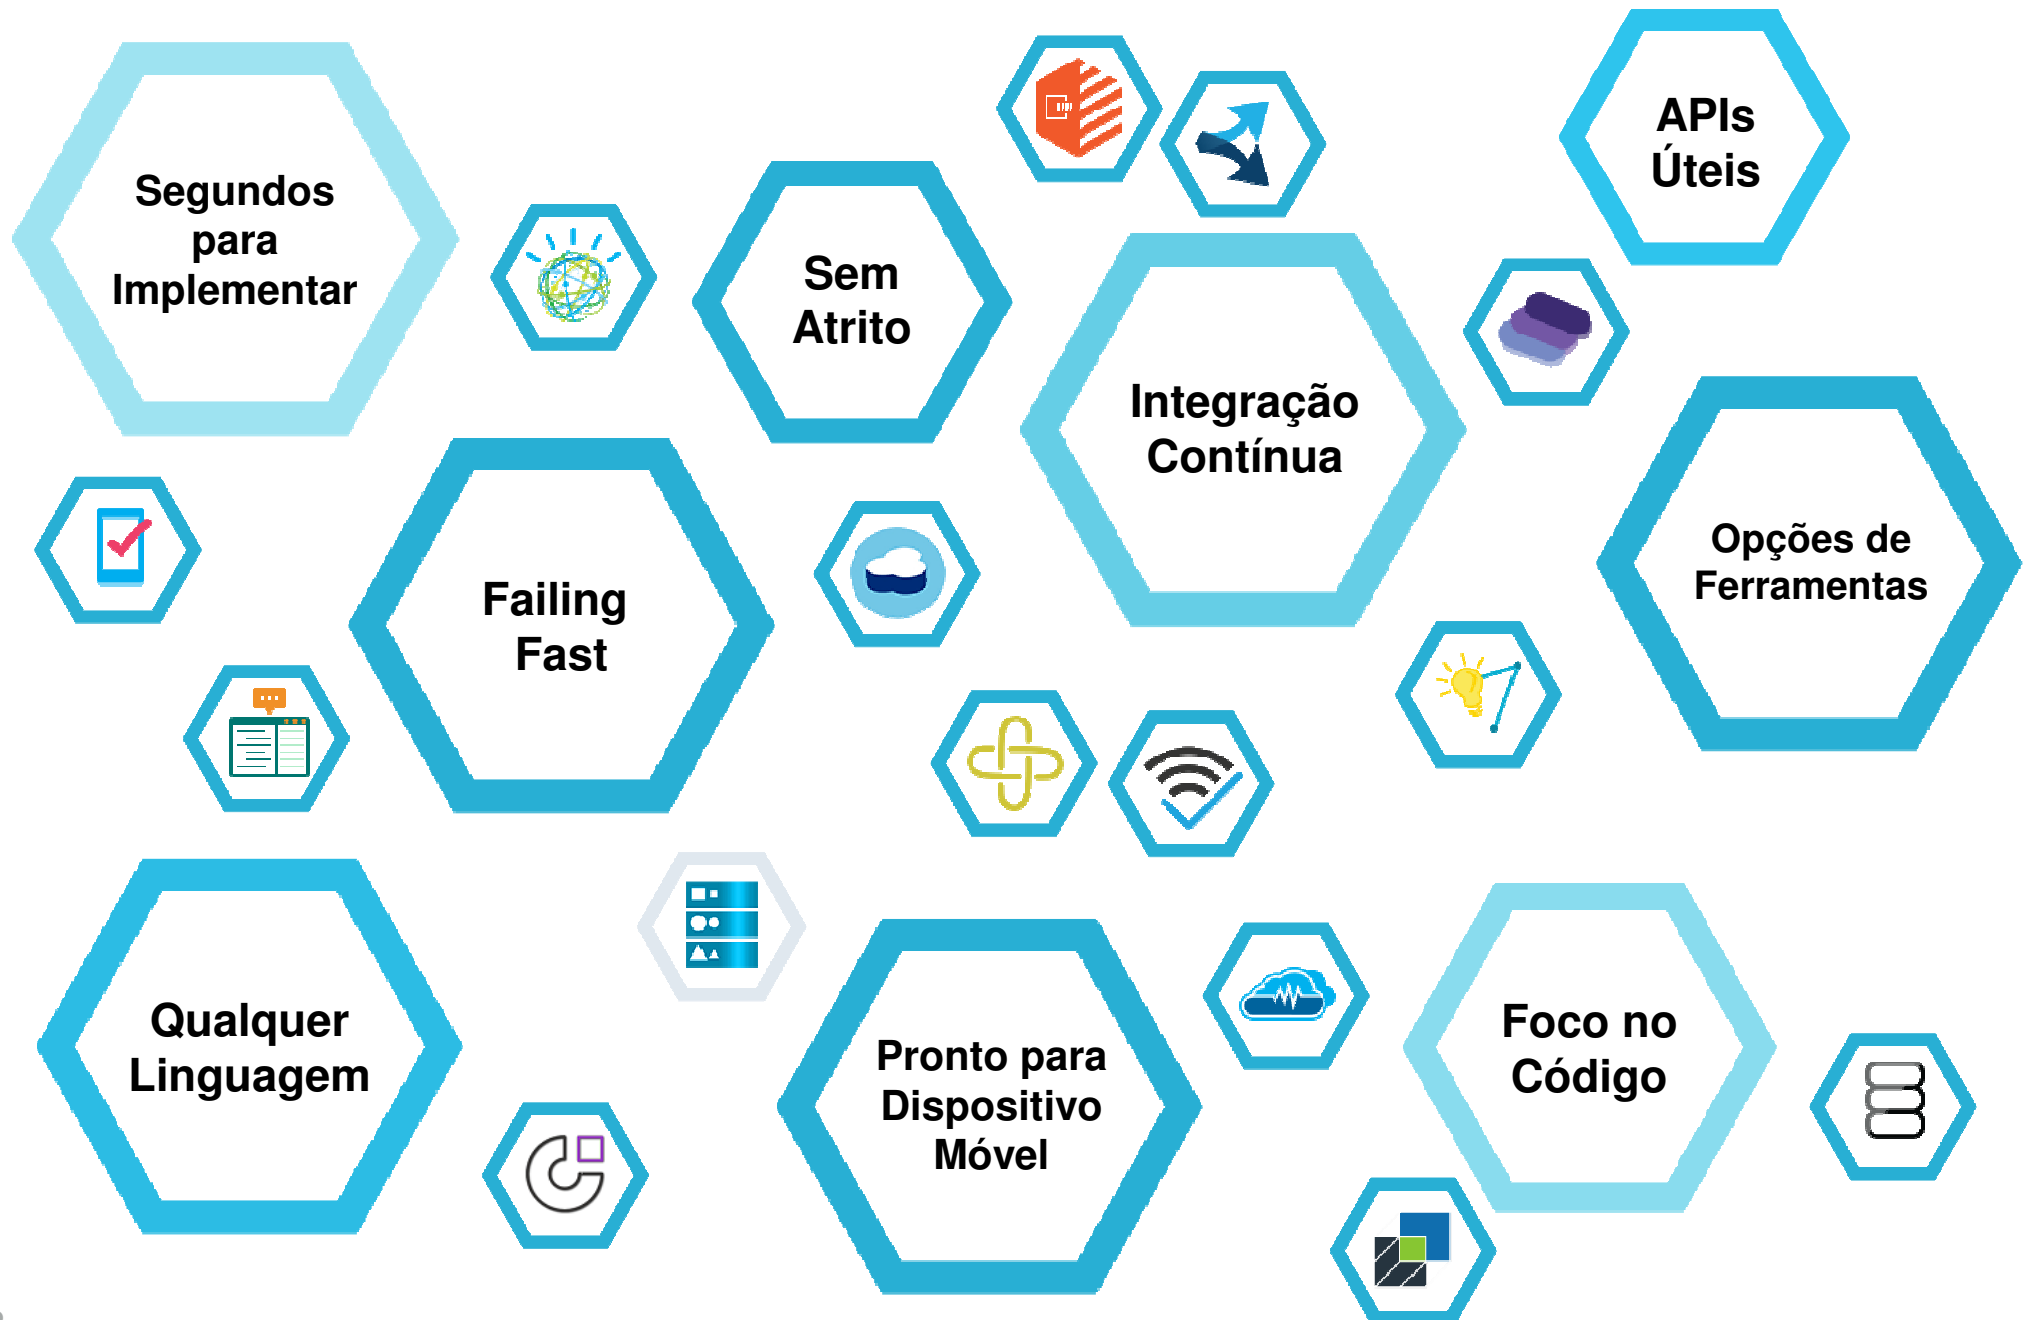 Segundos
para
Implementar
Sem
Atrito
APIs
Úteis
Integração
Contínua
Opções de
Ferramentas
Failing
Fast
Qualquer
Linguagem
Pronto para
Dispositivo
Móvel
Foco no
Código